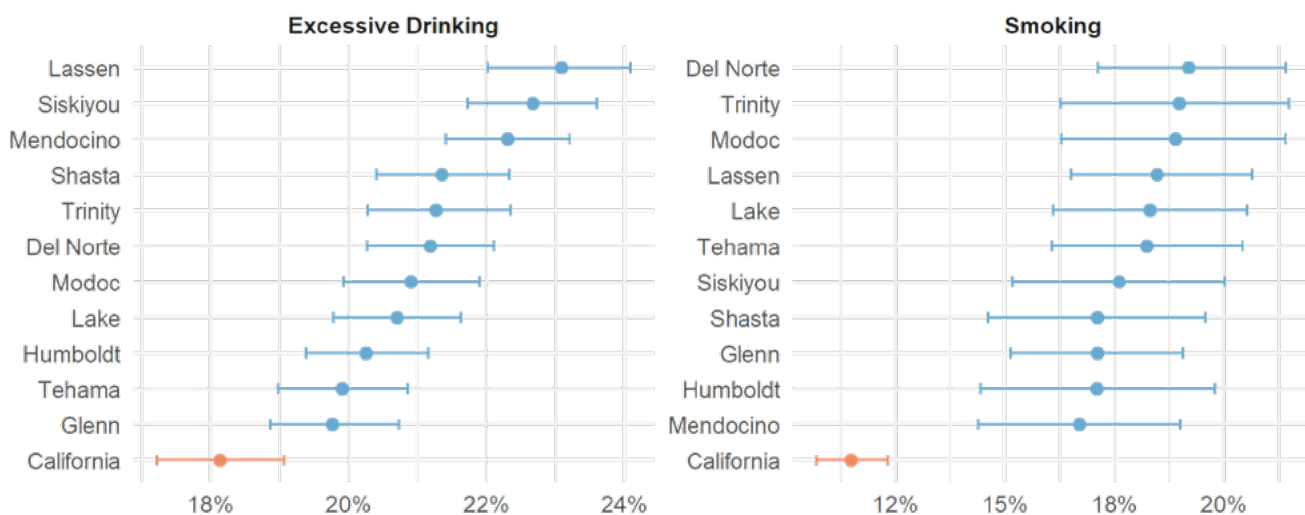 Excessive Drinking
Lassen
Siskiyou
Mendocino
Shasta
Trinity
Del Norte
Modoc
Lake
Humboldt
Tehama
Glenn
California
18% 20% 22% 24%
Smoking
Del Norte
Trinity
Modoc
Lassen
Lake
Tehama
Siskiyou
Shasta
Glenn
Humboldt
Mendocino
California
12% 15% 18% 20%